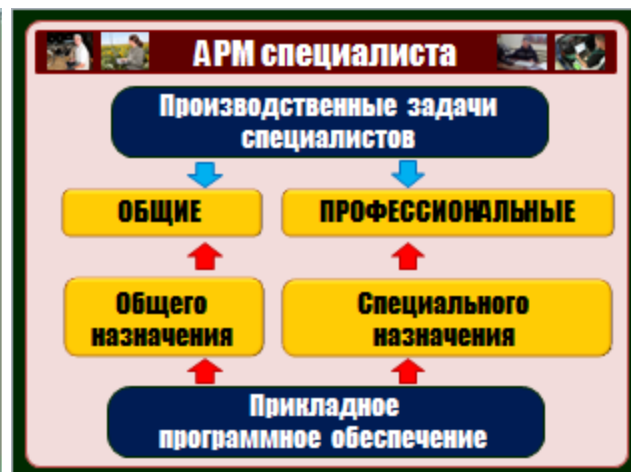 АРМ специалиста
Производственные задачи
специалистов
ОБЩИЕ
ПРОФЕССИОНАЛЬНЫЕ
Общего
назначения
Специального
назначения
Прикладное
программное обеспечение